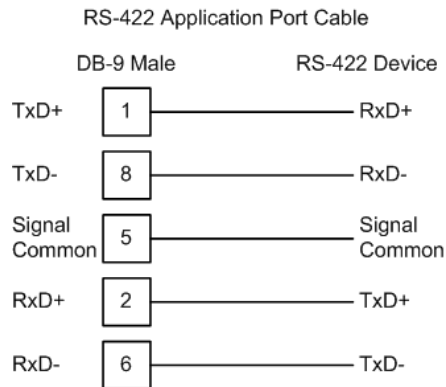 RS-422 Application Port Cable
DB-9 Male RS-422 Device
TxD+ 1 RxD+
TxD- 8 RxD-
Signal Common 5 Signal Common
RxD+ 2 TxD+
RxD- 6 TxD-